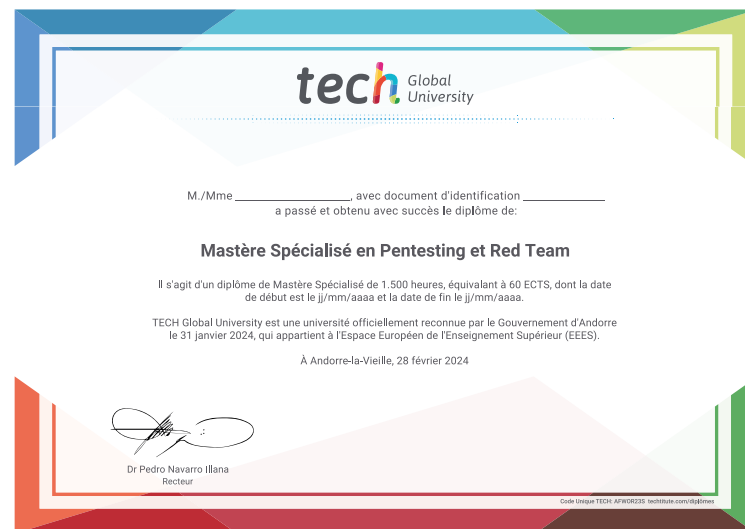 tech Global
University
M./Mme ____________________, avec document d'identification ______________
a passé et obtenu avec succès le diplôme de:
Mastère Spécialisé en Pentesting et Red Team
Il s'agit d'un diplôme de Mastère Spécialisé de 1.500 heures, équivalant à 60 ECTS, dont la date
de début est le jj/mm/aaaa et la date de fin le jj/mm/aaaa.
TECH Global University est une université officiellement reconnue par le Gouvernement d'Andorre
le 31 janvier 2024, qui appartient à l'Espace Européen de l'Enseignement Supérieur (EEES).
À Andorre-la-Vieille, 28 février 2024
Dr Pedro Navarro Illana
Recteur
Code Unique TECH: AFWOR23S techtitute.com/diplômes